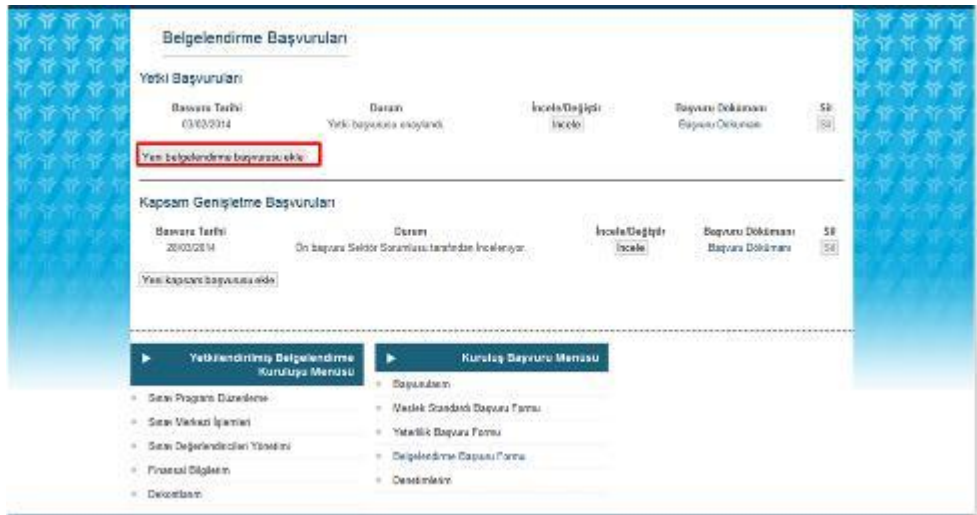 Belgelendirme Başvuruları
Yetki Başvuruları
Başvuru Tarihi Durum İncele/Değiştir Başvuru Dokümanı Sil
03/02/2014 Yetki başvurusu onaylandı. İncele Başvuru Dokümanı Sil
Yeni belgelendirme başvurusu ekle
Kapsam Genişletme Başvuruları
Başvuru Tarihi Durum İncele/Değiştir Başvuru Dökümanı Sil
28/03/2014 Ön başvuru Sektör Sorumlusu tarafından İnceleniyor. İncele Başvuru Dökümanı Sil
Yeni kapsam başvurusu ekle
Yetkilendirilmiş Belgelendirme
Kuruluşu Menüsü
Sınav Programı Düzenleme
Sınav Merkezi İşlemleri
Sınav Değerlendiricileri Yönetimi
Finansal Bilgilerim
Dekontlarım
Kuruluş Başvuru Menüsü
Başvurularım
Meslek Standardı Başvuru Formu
Yeterlilik Başvuru Formu
Belgelendirme Başvuru Formu
Denetimlerim